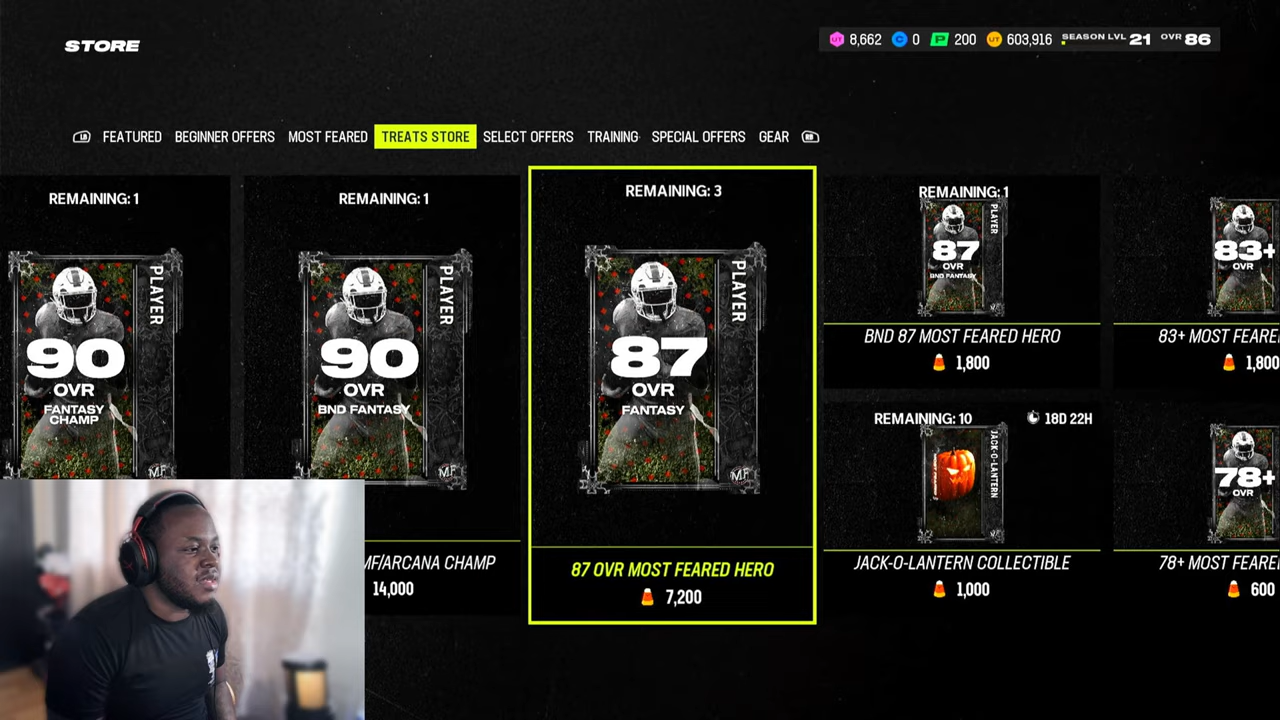 STORE
8,662
0
200
603,916
SEASON LVL 21 OVR 86
LB FEATURED BEGINNER OFFERS MOST FEARED TREATS STORE SELECT OFFERS TRAINING SPECIAL OFFERS GEAR RB
REMAINING: 1
PLAYER
90
OVR
FANTASY
CHAMP
REMAINING: 1
PLAYER
90
OVR
BND FANTASY
MF
MF/ARCANA CHAMP
14,000
REMAINING: 3
PLAYER
87
OVR
FANTASY
MF
87 OVR MOST FEARED HERO
7,200
REMAINING: 1
PLAYER
87
OVR
BND FANTASY
BND 87 MOST FEARED HERO
1,800
REMAINING: 10
18D 22H
JACK-O-LANTERN
JACK-O-LANTERN COLLECTIBLE
1,000
83+
OVR
83+ MOST FEARE
1,800
78+
OVR
78+ MOST FEARE
600